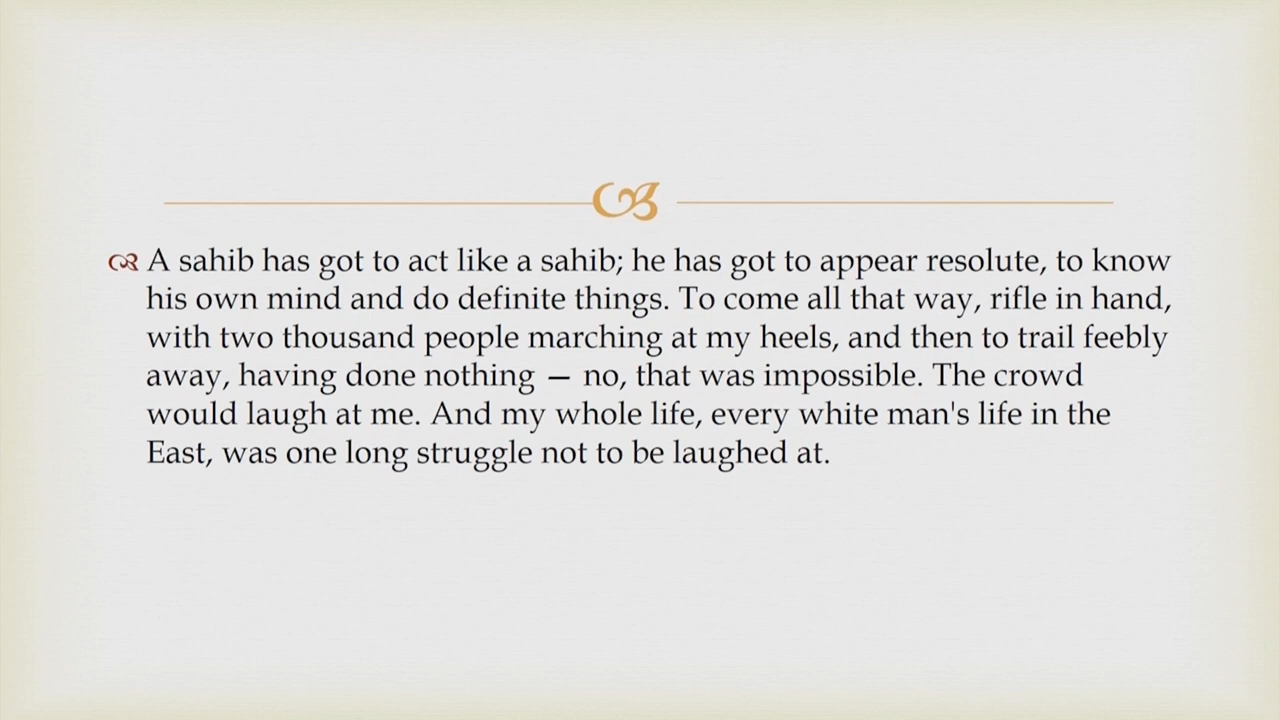 A sahib has got to act like a sahib; he has got to appear resolute, to know
his own mind and do definite things. To come all that way, rifle in hand,
with two thousand people marching at my heels, and then to trail feebly
away, having done nothing — no, that was impossible. The crowd
would laugh at me. And my whole life, every white man's life in the
East, was one long struggle not to be laughed at.